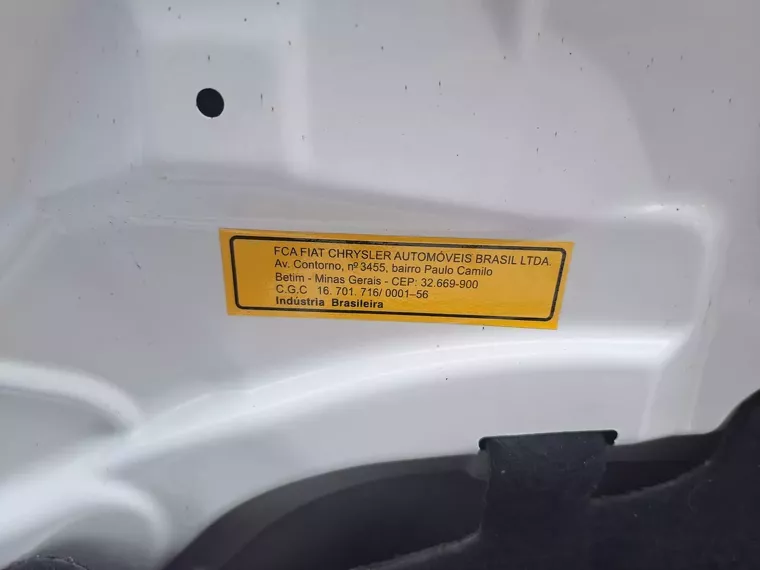 FCA FIAT CHRYSLER AUTOMÓVEIS BRASIL LTDA.
Av. Contorno, nº 3455, bairro Paulo Camilo
Betim - Minas Gerais - CEP: 32.669-900
C.G.C 16. 701. 716/ 0001–56
Indústria Brasileira